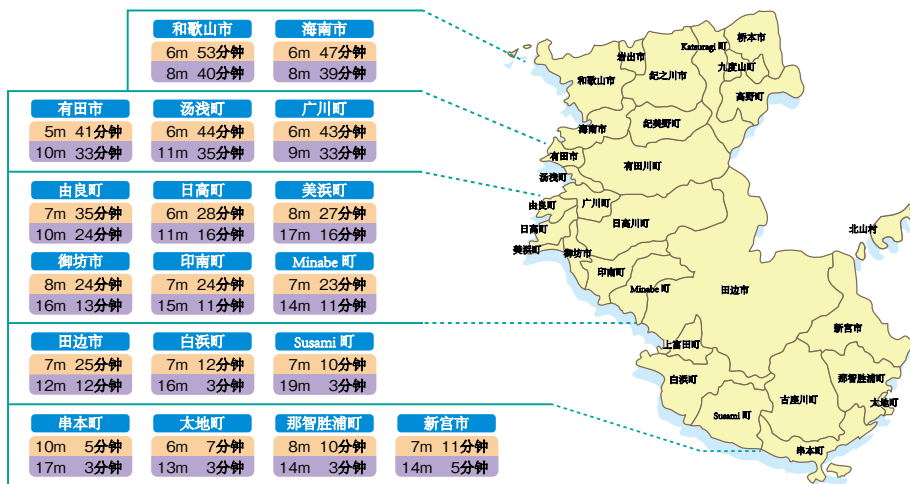 和歌山市
6m 53分钟
8m 40分钟
海南市
6m 47分钟
8m 39分钟
有田市
5m 41分钟
10m 33分钟
汤浅町
6m 44分钟
11m 35分钟
广川町
6m 43分钟
9m 33分钟
由良町
7m 35分钟
10m 24分钟
日高町
6m 28分钟
11m 16分钟
美浜町
8m 27分钟
17m 16分钟
御坊市
8m 24分钟
16m 13分钟
印南町
7m 24分钟
15m 11分钟
Minabe 町
7m 23分钟
14m 11分钟
田边市
7m 25分钟
12m 12分钟
白浜町
7m 12分钟
16m 3分钟
Susami 町
7m 10分钟
19m 3分钟
串本町
10m 5分钟
17m 3分钟
太地町
6m 7分钟
13m 3分钟
那智胜浦町
8m 10分钟
14m 3分钟
新宫市
7m 11分钟
14m 5分钟
桥本市
Katsuragi 町
岩出市
九度山町
和歌山市
纪之川市
高野町
海南市
纪美野町
有田市
有田川町
汤浅町
由良町
广川町
日高川町
日高町
北山村
美浜町
御坊市
印南町
Minabe 町
田边市
新宫市
上富田町
白浜町
那智胜浦町
古座川町
太地町
Susami 町
串本町